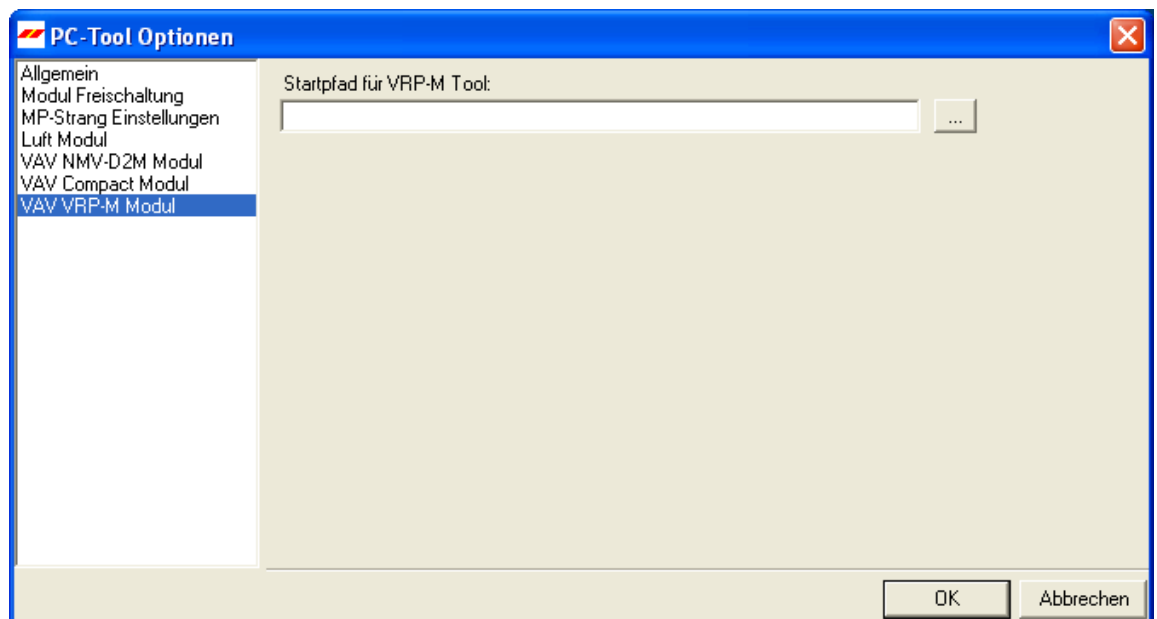 PC-Tool Optionen
Allgemein
Modul Freischaltung
MP-Strang Einstellungen
Luft Modul
VAV NMV-D2M Modul
VAV Compact Modul
VAV VRP-M Modul
Startpfad für VRP-M Tool:
...
OK
Abbrechen